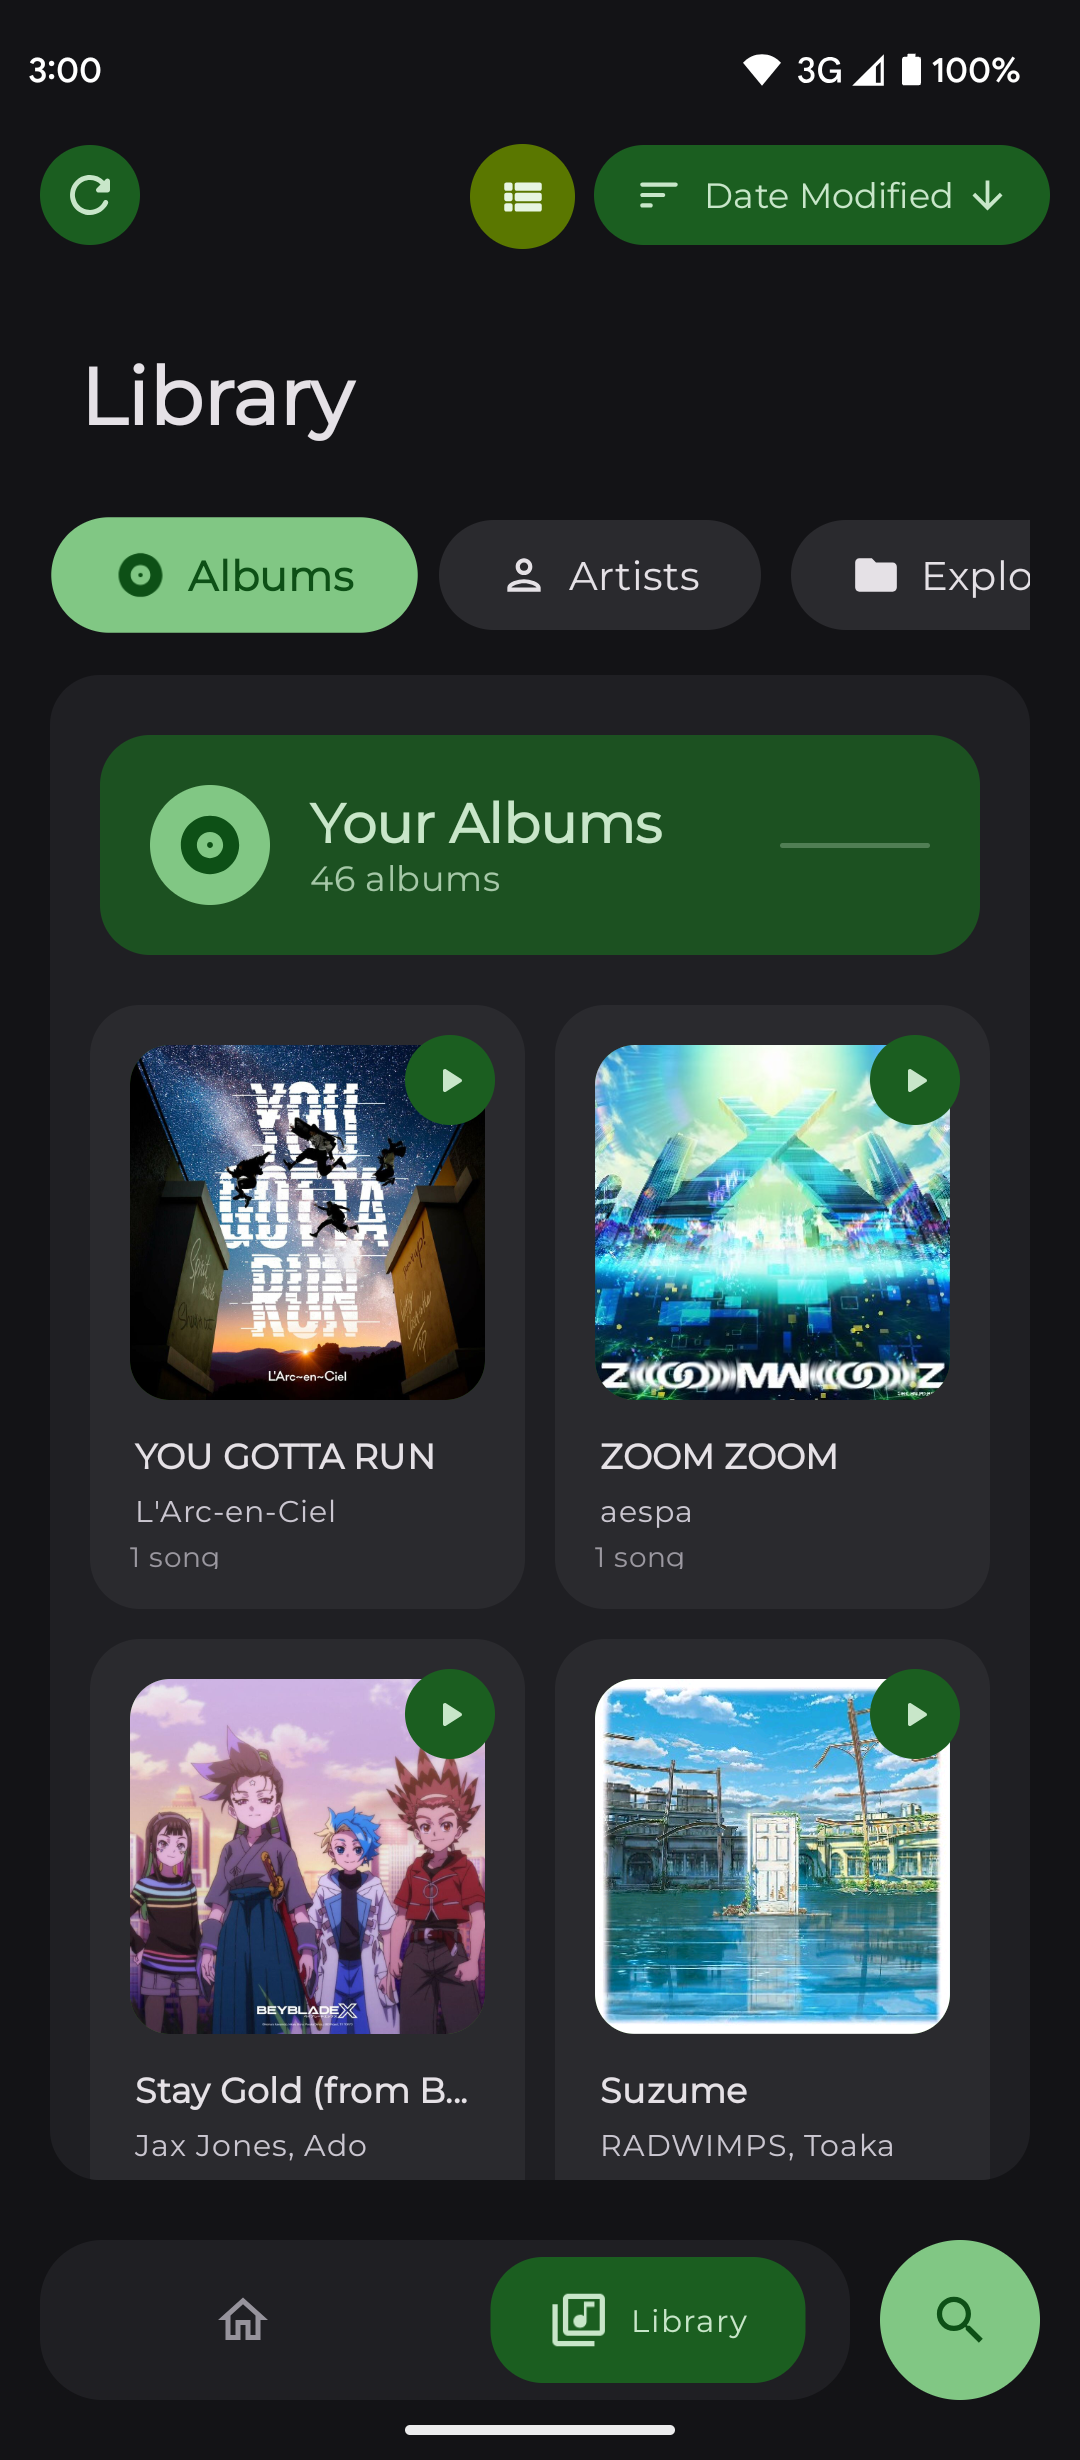 3:00
3G
100%
Date Modified
Library
Albums
Artists
Explo
Your Albums
46 albums
YOU
GOTTA
RUN
L'Arc~en~Ciel
ZOOM ZOOM
YOU GOTTA RUN
L'Arc-en-Ciel
1 song
ZOOM ZOOM
aespa
1 song
BEYBLADE X
Stay Gold (from B...
Jax Jones, Ado
Suzume
RADWIMPS, Toaka
Library